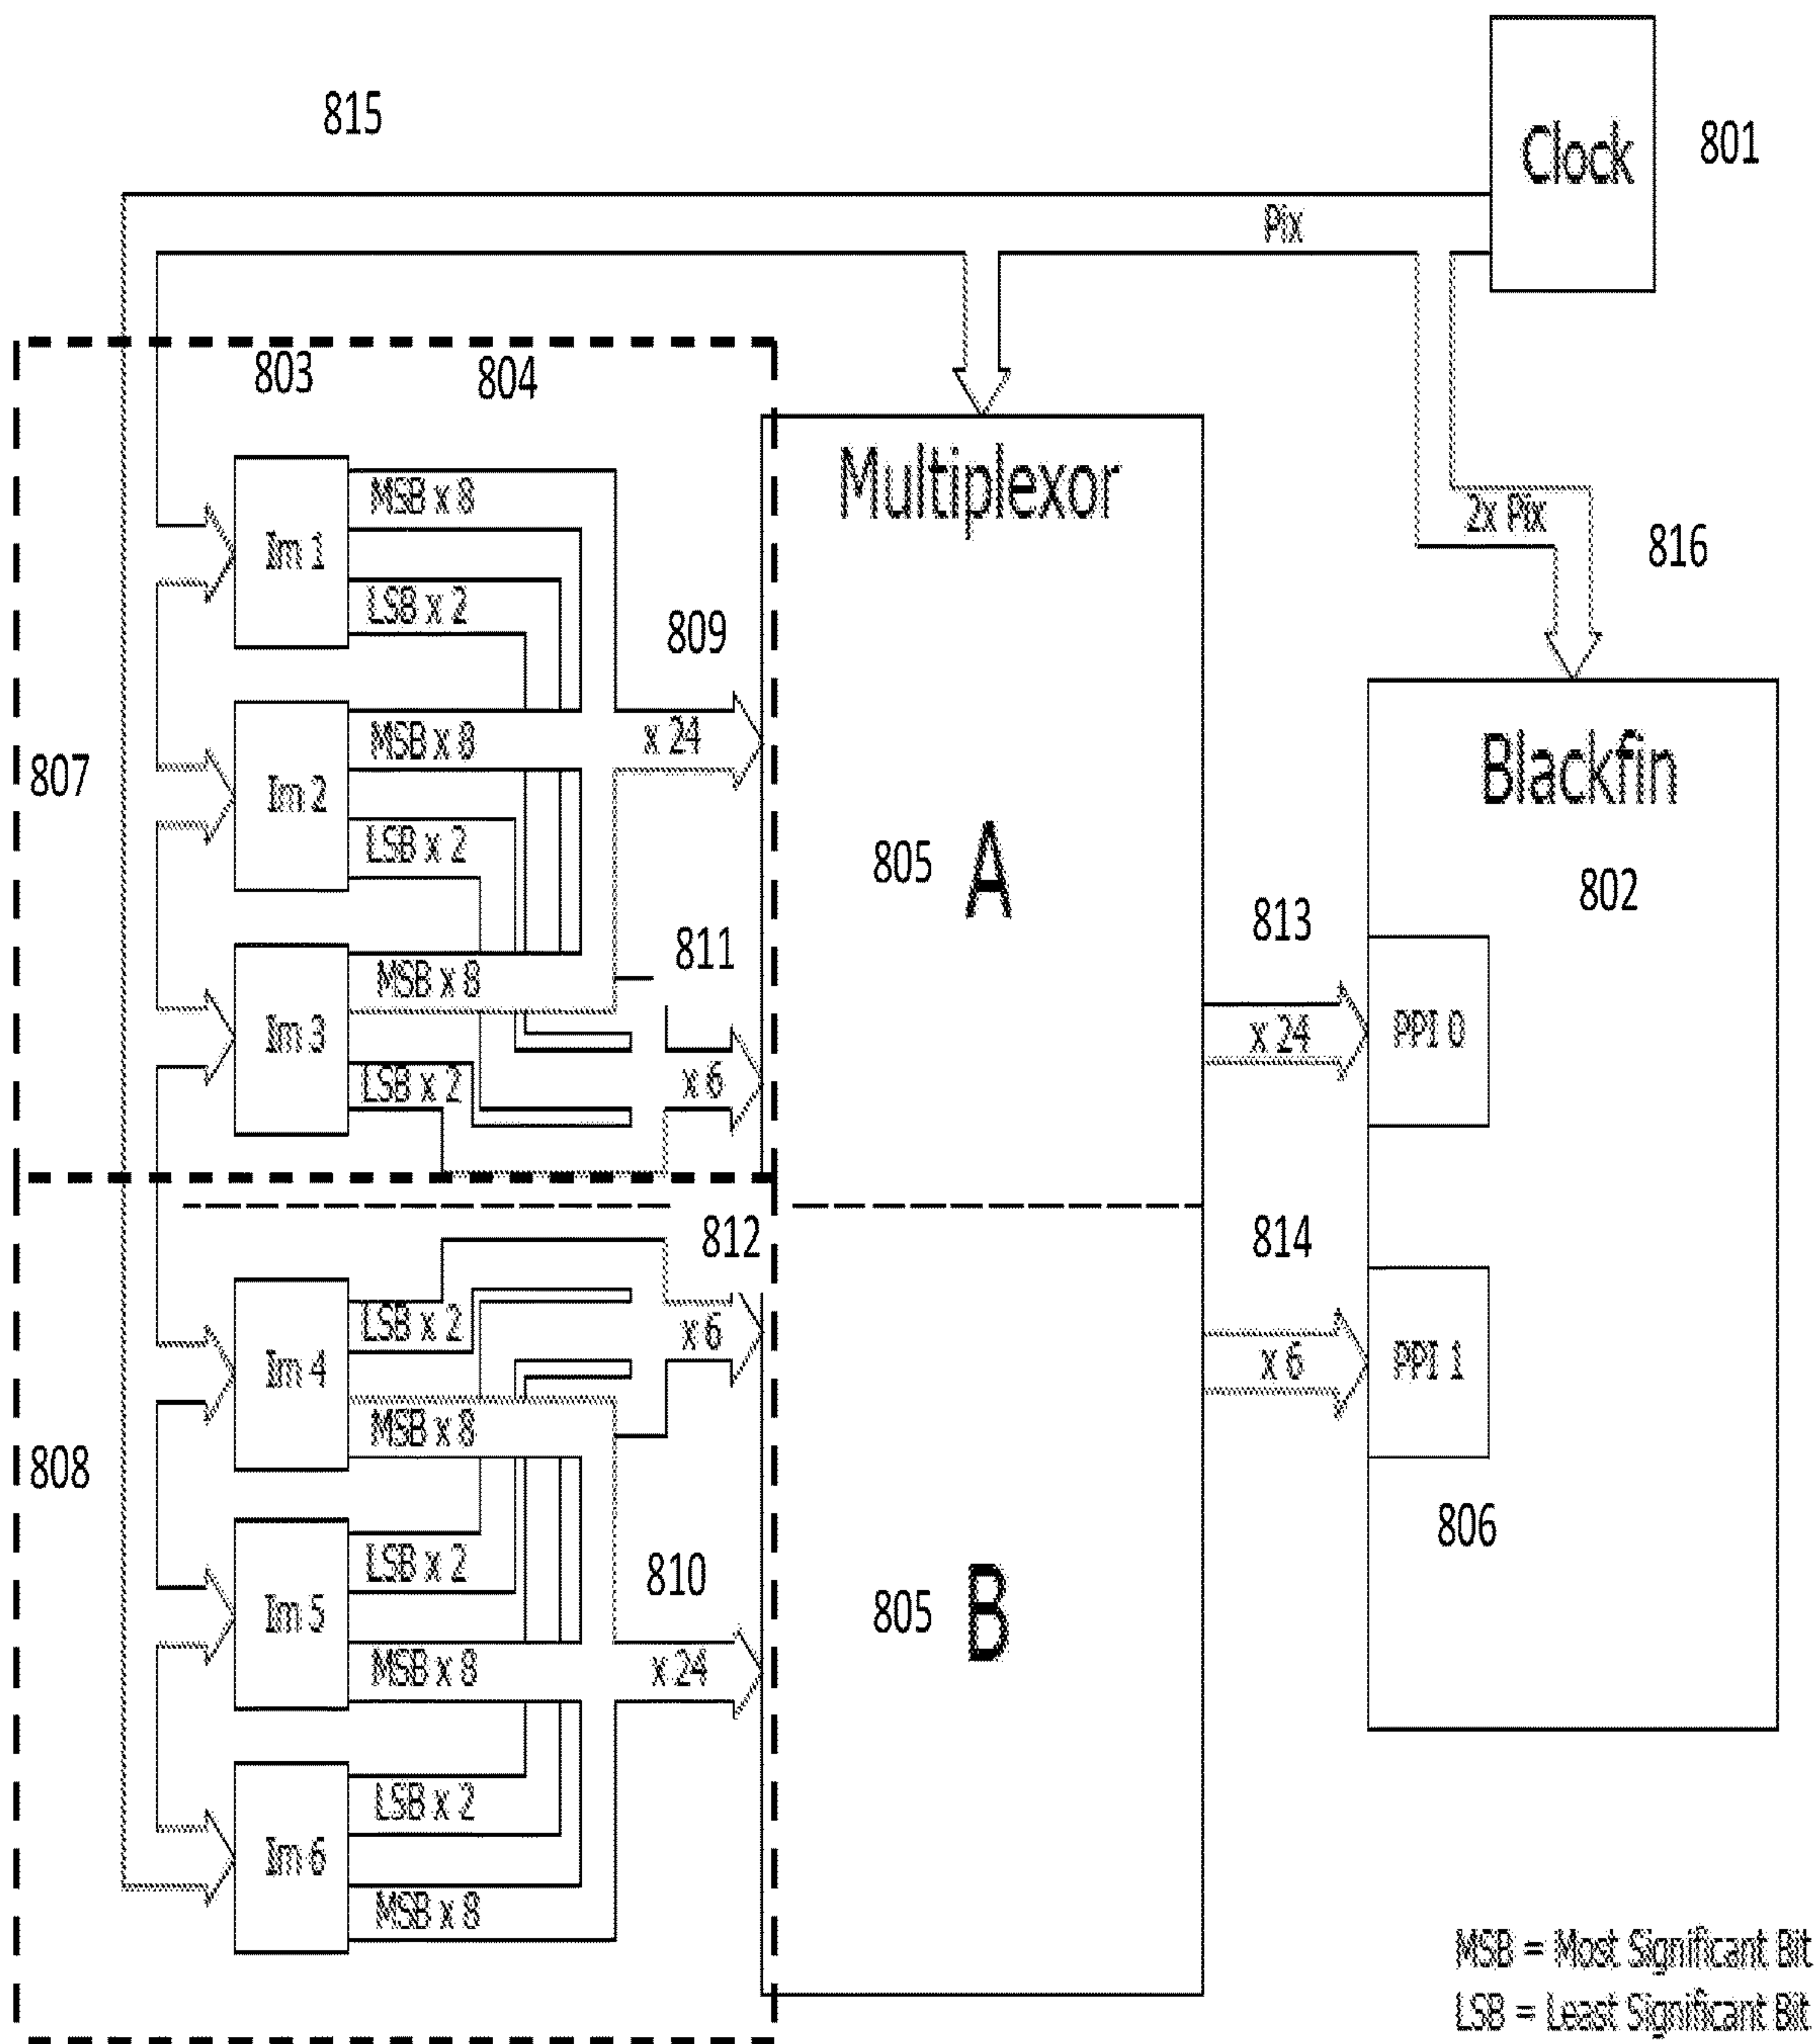 815
Clock
801
Pix
803
804
Multiplexor
MSB x 8
Im 1
LSB x 2
2x Pix
816
809
MSB x 8
x 24
Im 2
LSB x 2
807
Blackfin
805 A
802
813
811
MSB x 8
Im 3
LSB x 2
x 6
x 24
PPI 0
812
814
Im 4
LSB x 2
MSB x 8
x 6
x 6
PPI 1
808
806
LSB x 2
Im 5
MSB x 8
810
x 24
805 B
LSB x 2
Im 6
MSB x 8
MSB = Most Significant Bit
LSB = Least Significant Bit